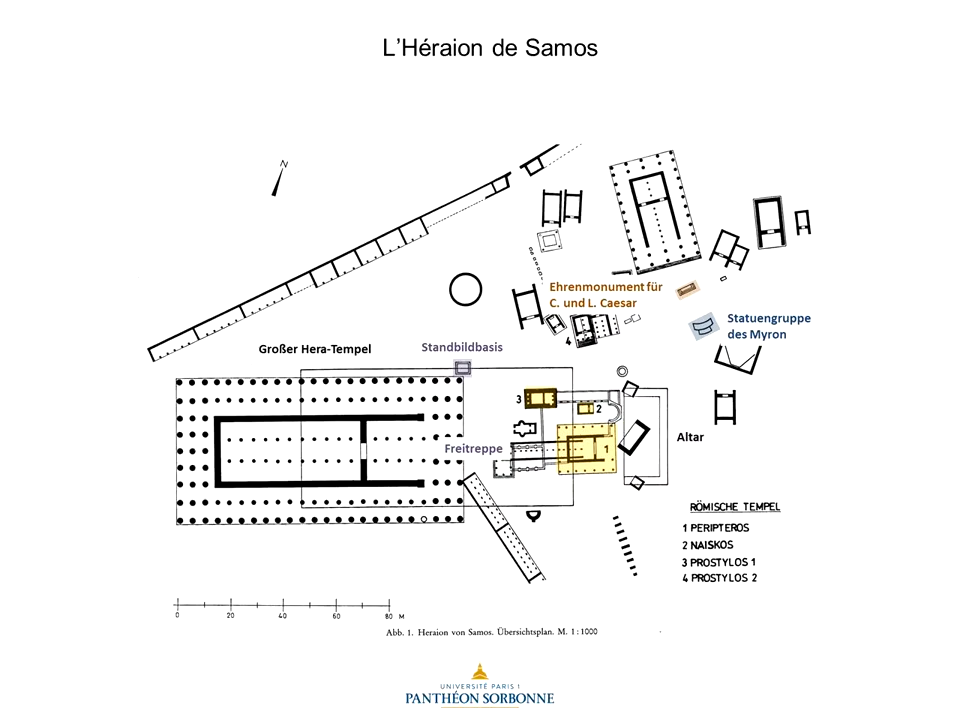 L’Héraion de Samos
N
Ehrenmonument für
C. und L. Caesar
Statuengruppe
des Myron
4
Großer Hera-Tempel
Standbildbasis
3
2
Altar
Freitreppe
1
RÖMISCHE TEMPEL
1 PERIPTEROS
2 NAISKOS
3 PROSTYLOS 1
4 PROSTYLOS 2
0 20 40 60 80 M
Abb. 1. Heraion von Samos. Übersichtsplan. M. 1:1000
UNIVERSITÉ PARIS 1
PANTHÉON SORBONNE